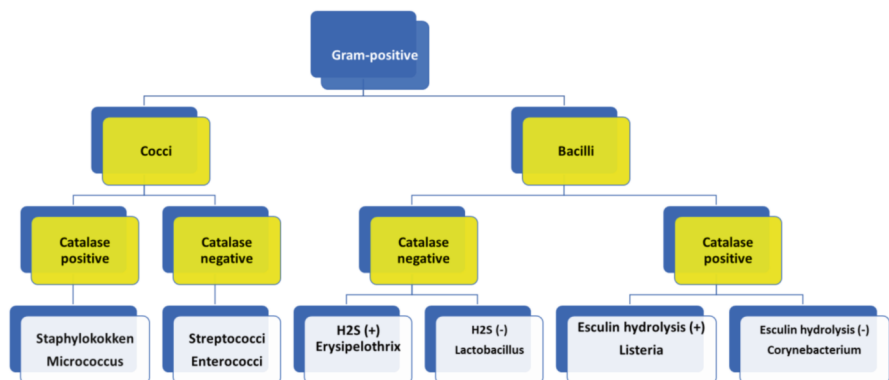 Gram-positive
Cocci
Bacilli
Catalase
positive
Catalase
negative
Catalase
negative
Catalase
positive
Staphylokokken
Micrococcus
Streptococci
Enterococci
H2S (+)
Erysipelothrix
H2S (-)
Lactobacillus
Esculin hydrolysis (+)
Listeria
Esculin hydrolysis (-)
Corynebacterium